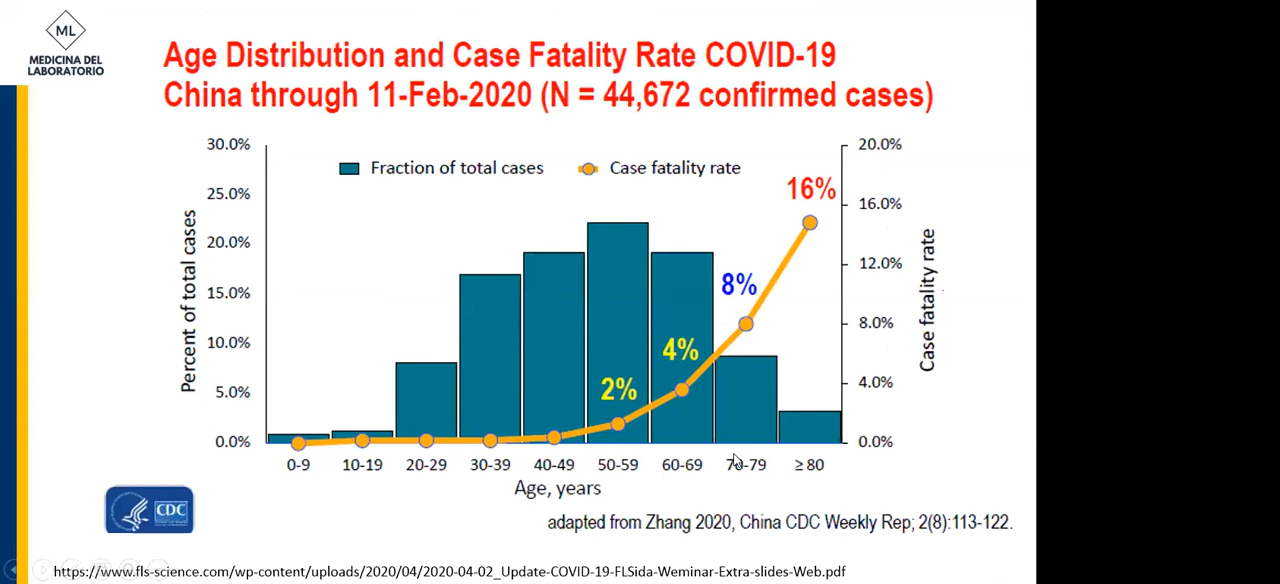 ML
MEDICINA DEL
LABORATORIO
Age Distribution and Case Fatality Rate COVID-19
China through 11-Feb-2020 (N = 44,672 confirmed cases)
Fraction of total cases
Case fatality rate
Percent of total cases
30.0%
25.0%
20.0%
15.0%
10.0%
5.0%
0.0%
2%
4%
8%
16%
20.0%
16.0%
12.0%
8.0%
4.0%
0.0%
Case fatality rate
0-9 10-19 20-29 30-39 40-49 50-59 60-69 70-79 ≥ 80
Age, years
CDC
adapted from Zhang 2020, China CDC Weekly Rep; 2(8):113-122.
https://www.fls-science.com/wp-content/uploads/2020/04/2020-04-02_Update-COVID-19-FLSida-Weminar-Extra-slides-Web.pdf